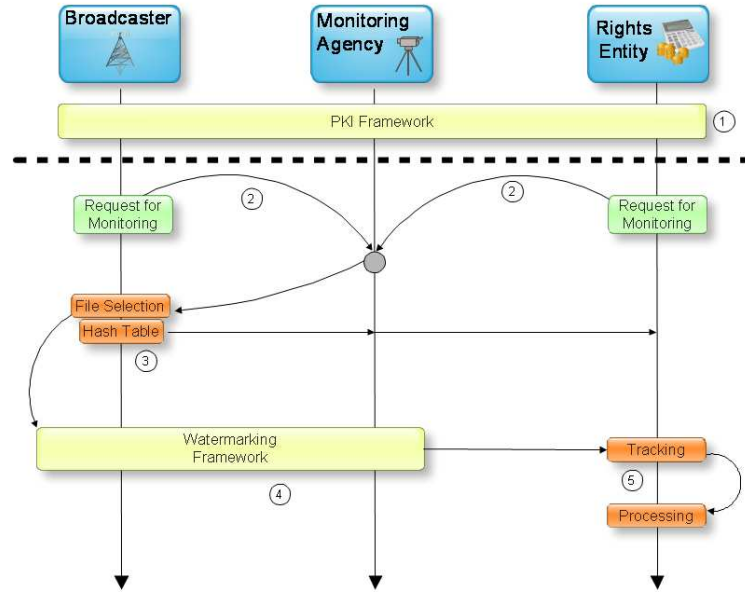 Broadcaster
Monitoring
Agency
Rights
Entity
PKI Framework
1
Request for
Monitoring
2
2
Request for
Monitoring
File Selection
Hash Table
3
Watermarking
Framework
4
Tracking
5
Processing